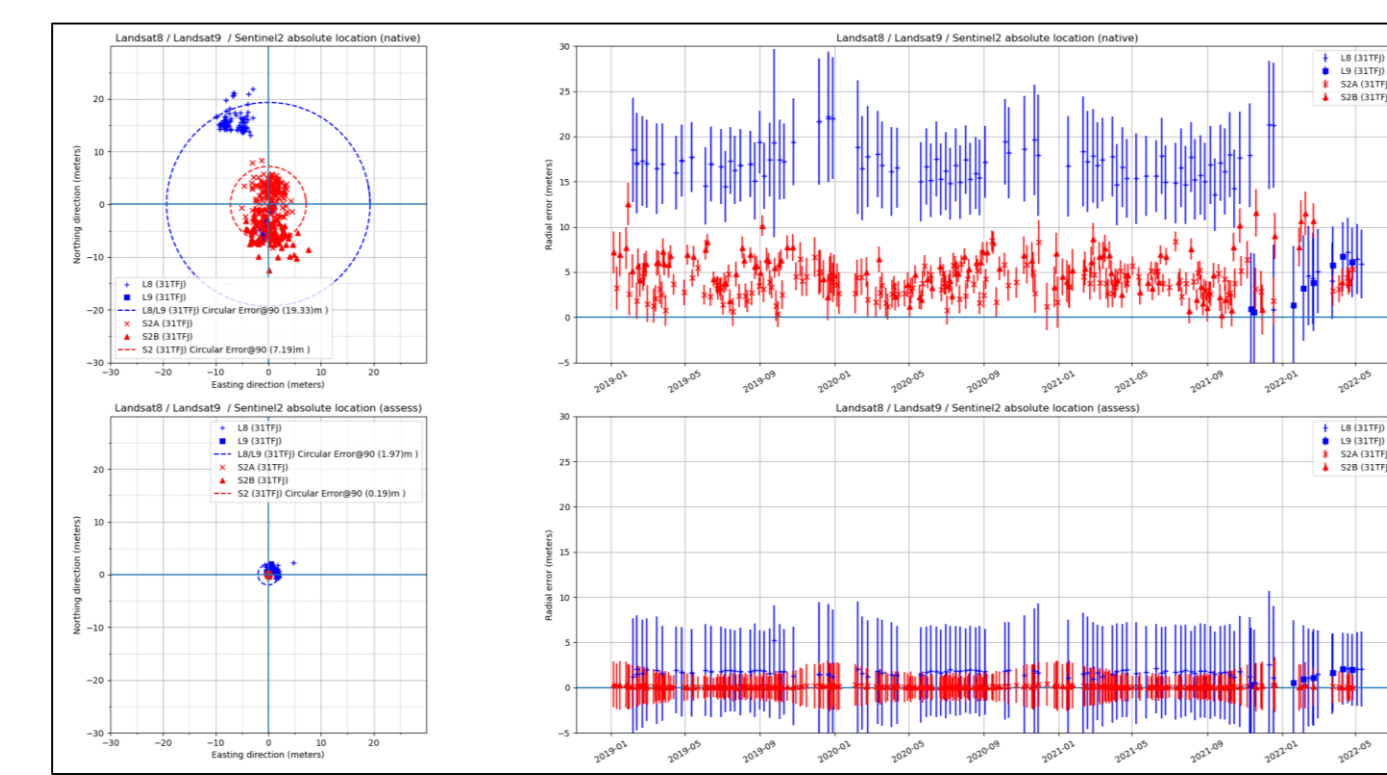 Landsat8 / Landsat9  / Sentinel2 absolute location (native)
Northing direction (meters)
20
10
0
−10
−20
−30
L8 (31TFJ)
L9 (31TFJ)
L8/L9 (31TFJ) Circular Error@90 (19.33)m )
S2A (31TFJ)
S2B (31TFJ)
S2 (31TFJ) Circular Error@90 (7.19)m )
−30
−20
−10
0
10
20
Easting direction (meters)
Landsat8 / Landsat9  / Sentinel2 absolute location (native)
Radial error (meters)
30
25
20
15
10
5
0
−5
L8 (31TFJ)
L9 (31TFJ)
S2A (31TFJ
S2B (31TFJ
2019-01
2019-05
2019-09
2020-01
2020-05
2020-09
2021-01
2021-05
2021-09
2022-01
2022-05
Landsat8 / Landsat9  / Sentinel2 absolute location (assess)
Northing direction (meters)
20
10
0
−10
−20
−30
L8 (31TFJ)
L9 (31TFJ)
L8/L9 (31TFJ) Circular Error@90 (1.97)m )
S2A (31TFJ)
S2B (31TFJ)
S2 (31TFJ) Circular Error@90 (0.19)m )
−30
−20
−10
0
10
20
Easting direction (meters)
Landsat8 / Landsat9  / Sentinel2 absolute location (assess)
Radial error (meters)
30
25
20
15
10
5
0
−5
L8 (31TFJ)
L9 (31TFJ)
S2A (31TFJ
S2B (31TFJ
2019-01
2019-05
2019-09
2020-01
2020-05
2020-09
2021-01
2021-05
2021-09
2022-01
2022-05